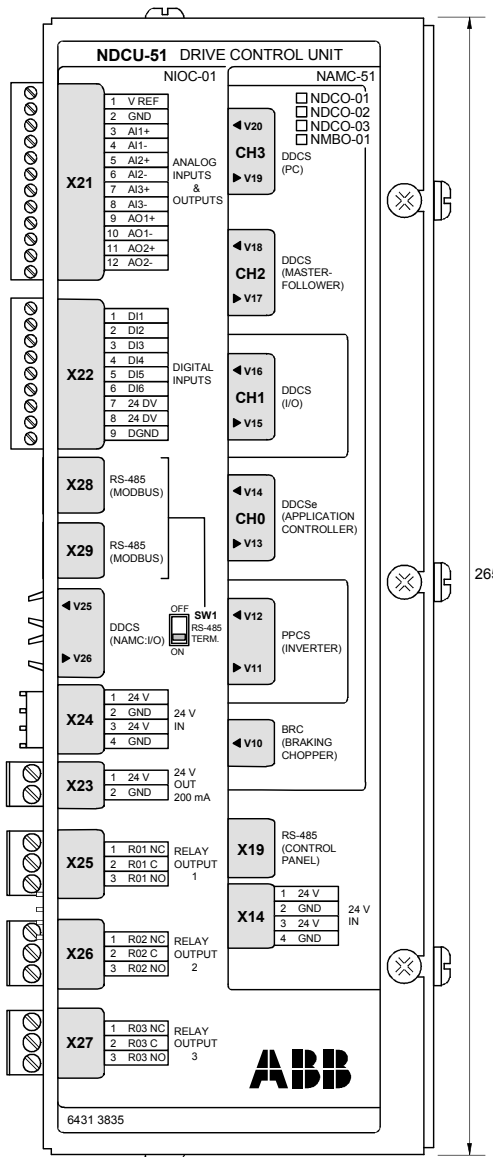 NDCU-51 DRIVE CONTROL UNIT
NIOC-01
NAMC-51
X21
1 V REF
2 GND
3 AI1+
4 AI1-
5 AI2+
6 AI2-
7 AI3+
8 AI3-
9 AO1+
10 AO1-
11 AO2+
12 AO2-
ANALOG
INPUTS
&
OUTPUTS
X22
1 DI1
2 DI2
3 DI3
4 DI4
5 DI5
6 DI6
7 24 DV
8 24 DV
9 DGND
DIGITAL
INPUTS
X28
RS-485
(MODBUS)
X29
RS-485
(MODBUS)
V25
V26
DDCS
(NAMC:I/O)
OFF
ON
SW1
RS-485
TERM.
X24
1 24 V
2 GND
3 24 V
4 GND
24 V
IN
X23
1 24 V
2 GND
24 V
OUT
200 mA
X25
1 R01 NC
2 R01 C
3 R01 NO
RELAY
OUTPUT
1
X26
1 R02 NC
2 R02 C
3 R02 NO
RELAY
OUTPUT
2
X27
1 R03 NC
2 R03 C
3 R03 NO
RELAY
OUTPUT
3
6431 3835
NDCO-01
NDCO-02
NDCO-03
NMBO-01
V20
CH3
V19
DDCS
(PC)
V18
CH2
V17
DDCS
(MASTER-
FOLLOWER)
V16
CH1
V15
DDCS
(I/O)
V14
CH0
V13
DDCSe
(APPLICATION
CONTROLLER)
V12
V11
PPCS
(INVERTER)
V10
BRC
(BRAKING
CHOPPER)
X19
RS-485
(CONTROL
PANEL)
X14
1 24 V
2 GND
3 24 V
4 GND
24 V
IN
ABB